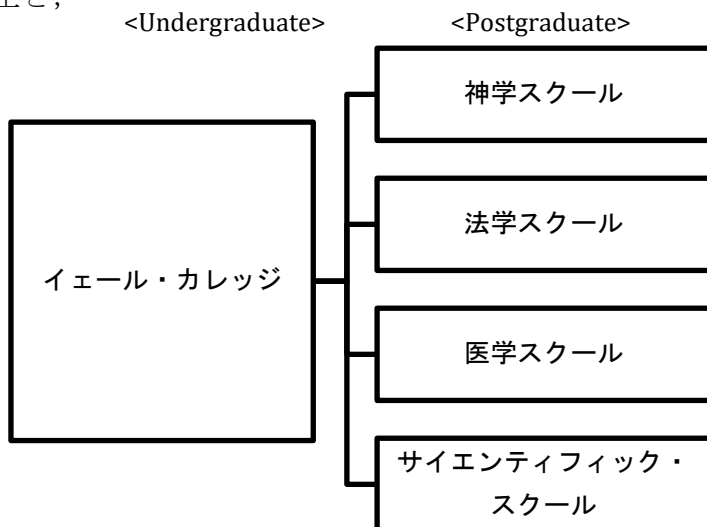 <Undergraduate> <Postgraduate>
神学スクール
法学スクール
イェール・カレッジ
医学スクール
サイエンティフィック・
スクール